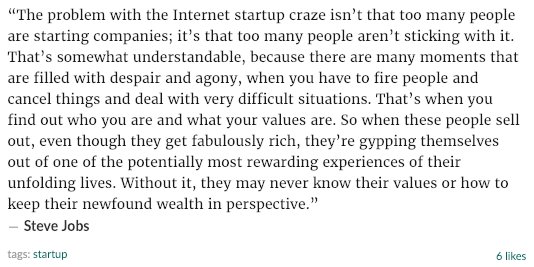 “The problem with the Internet startup craze isn’t that too many people
are starting companies; it’s that too many people aren’t sticking with it.
That’s somewhat understandable, because there are many moments that
are filled with despair and agony, when you have to fire people and
cancel things and deal with very difficult situations. That’s when you
find out who you are and what your values are. So when these people sell
out, even though they get fabulously rich, they’re gypping themselves
out of one of the potentially most rewarding experiences of their
unfolding lives. Without it, they may never know their values or how to
keep their newfound wealth in perspective.”
— Steve Jobs
tags: startup
6 likes